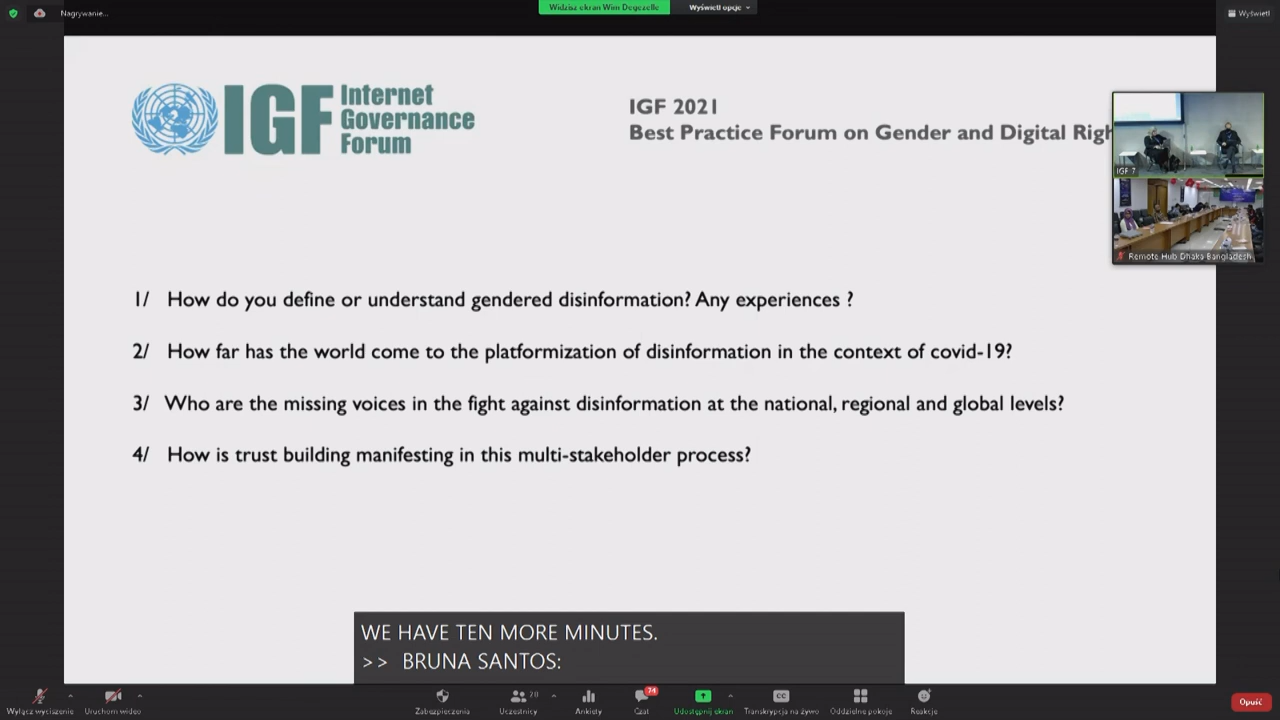 Nagrywanie...
Widzisz ekran Wim Degezelle
Wyświetl opcje
Wyświetl
IGF
Internet
Governance
Forum
IGF 2021
Best Practice Forum on Gender and Digital Righ
IGF 7
Remote Hub Dhaka Bangladesh
1/ How do you define or understand gendered disinformation? Any experiences ?
2/ How far has the world come to the platformization of disinformation in the context of covid-19?
3/ Who are the missing voices in the fight against disinformation at the national, regional and global levels?
4/ How is trust building manifesting in this multi-stakeholder process?
WE HAVE TEN MORE MINUTES.
>> BRUNA SANTOS:
Wyłącz wyciszenie
Uruchom wideo
Zabezpieczenia
Uczestnicy
Ankiety
74
Czat
Udostępnij ekran
CC
Transkrypcja na żywo
Oddzielne pokoje
Reakcje
Opuść